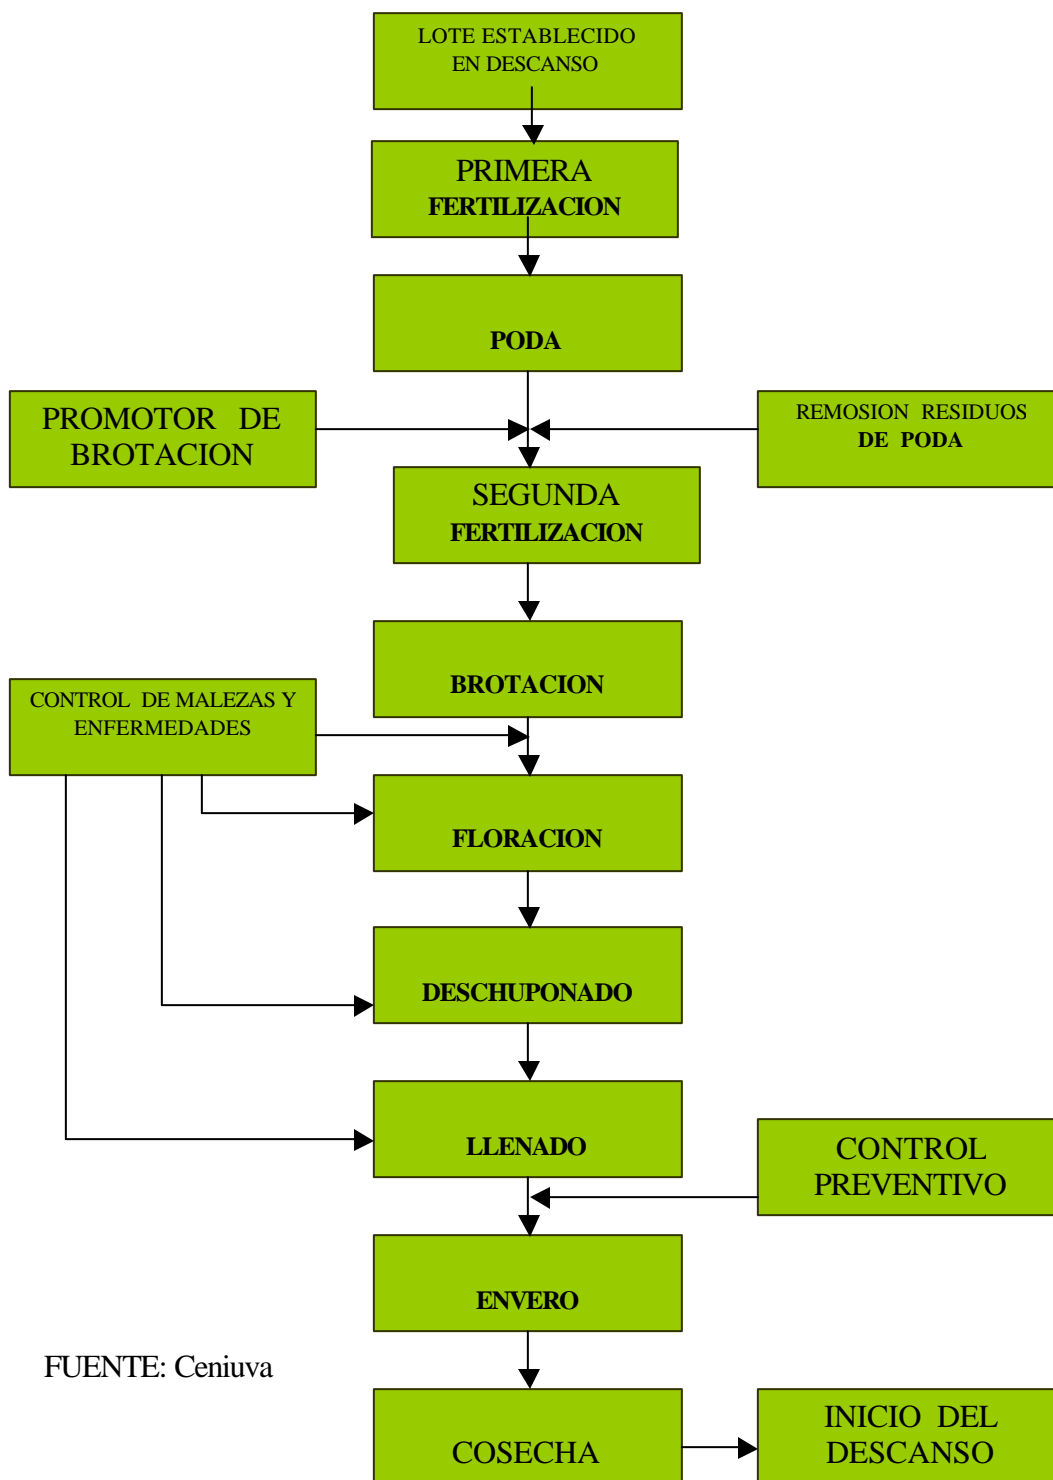 LOTE ESTABLECIDO
EN DESCANSO
PRIMERA
FERTILIZACION
PODA
PROMOTOR DE
BROTACION
REMOSION RESIDUOS
DE PODA
SEGUNDA
FERTILIZACION
BROTACION
CONTROL DE MALEZAS Y
ENFERMEDADES
FLORACION
DESCHUPONADO
LLENADO
CONTROL
PREVENTIVO
ENVERO
FUENTE: Ceniuva
COSECHA
INICIO DEL
DESCANSO